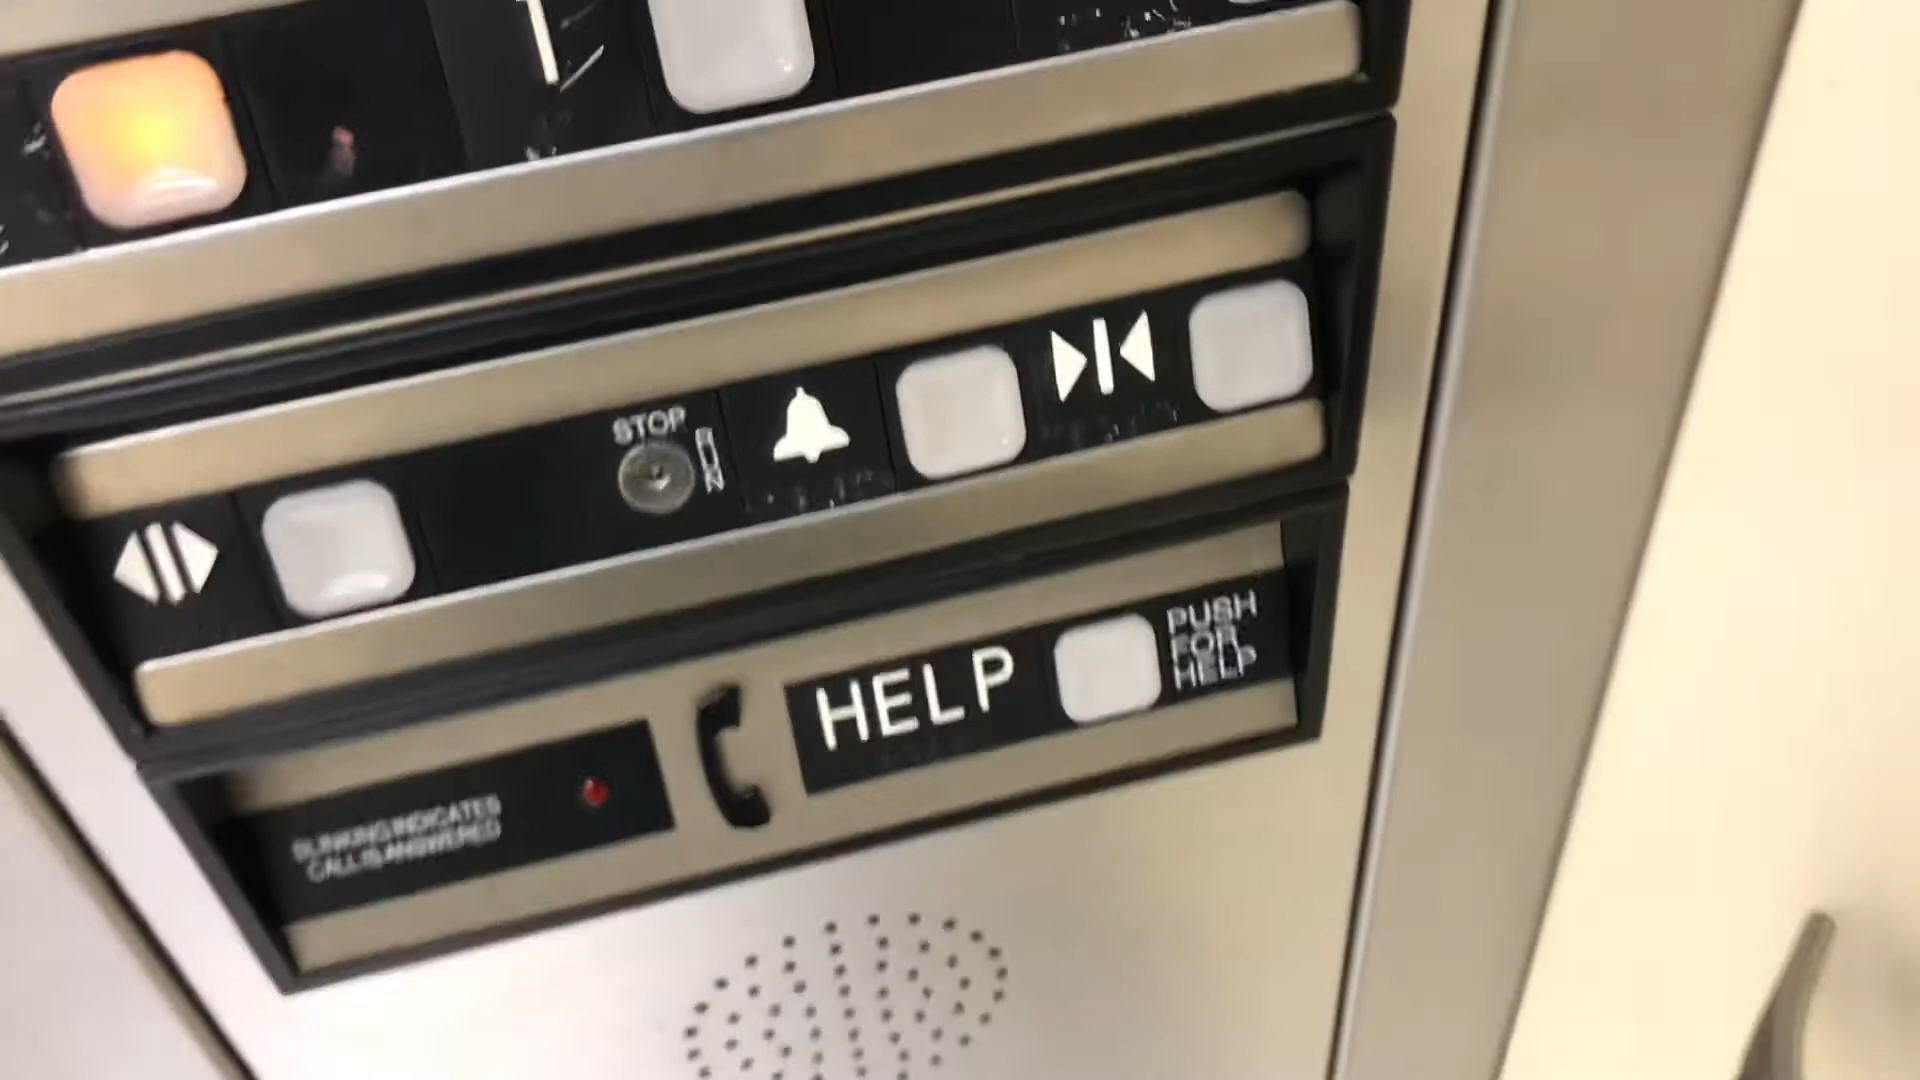 STOP
RUN
HELP
PUSH
FOR
HELP
BLINKING INDICATES
CALL IS ANSWERED